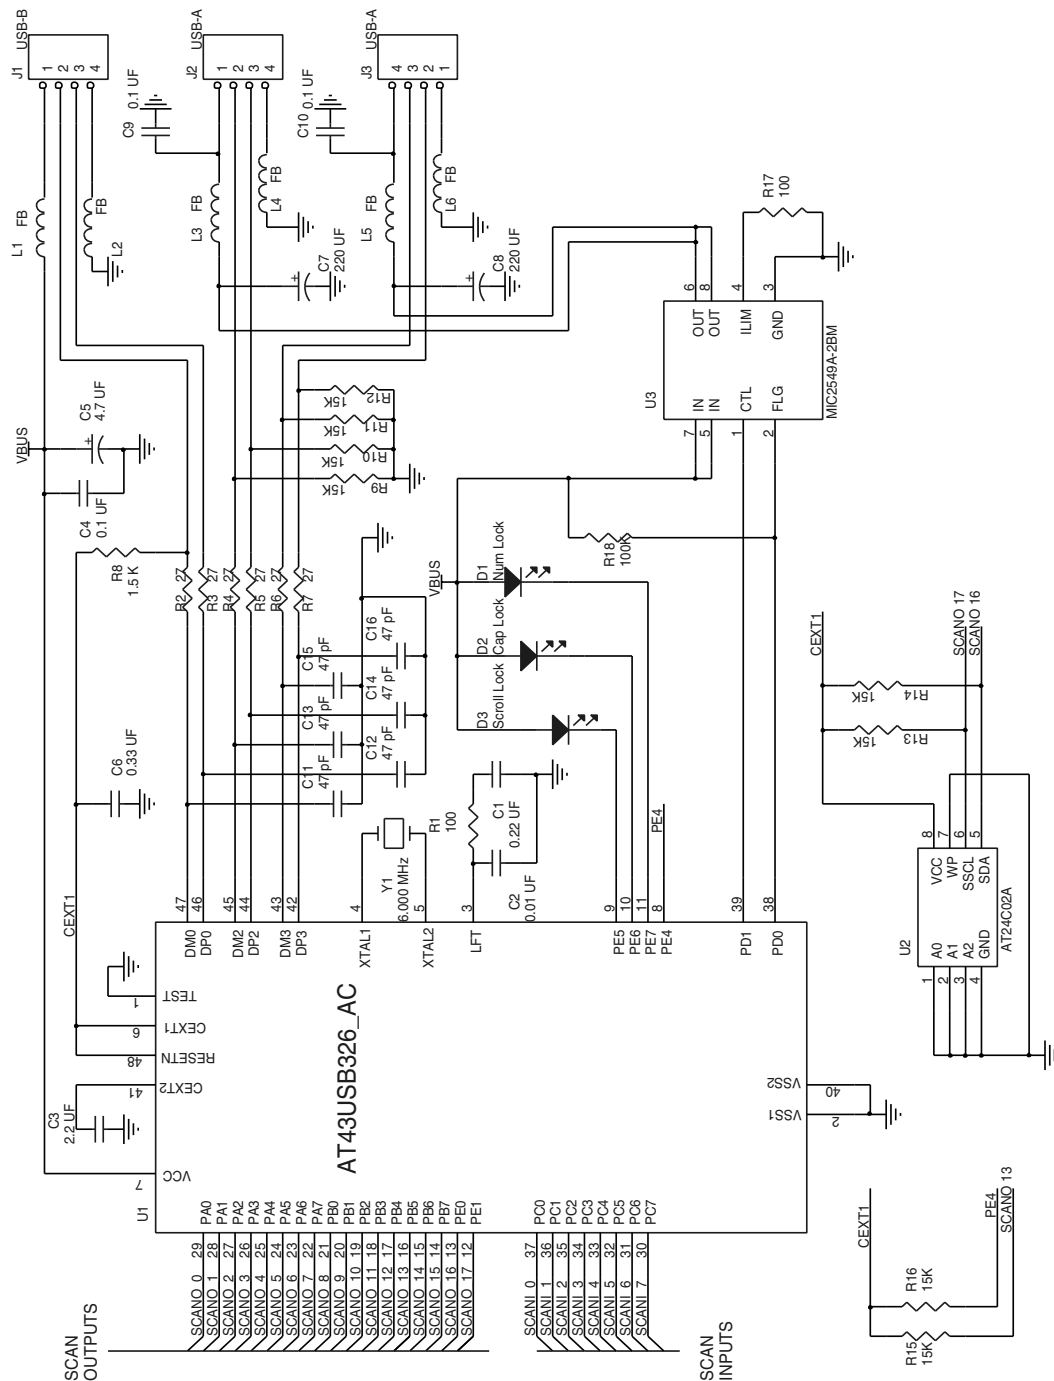 J1
USB-B
1
2
3
4
J2
USB-A
1
2
3
4
J3
USB-A
4
3
2
1
C9
0.1 UF
C10
0.1 UF
L1
FB
FB
L2
L3
FB
FB
L4
L5
FB
FB
L6
C7
220 UF
C8
220 UF
R17
100
VBUS
C5
4.7 UF
C4
0.1 UF
R12
15K
R11
15K
R10
15K
R9
15K
U3
6
8
4
3
OUT
OUT
ILIM
GND
IN
IN
CTL
FLG
7
5
1
2
MIC2549A-2BM
R8
1.5 K
R2
27
R3
27
R4
27
R5
27
R6
27
R7
27
R18
100K
VBUS
D1
Num Lock
D2
Cap Lock
D3
Scroll Lock
C6
0.33 UF
C15
47 pF
C16
47 pF
C13
47 pF
C14
47 pF
C11
47 pF
C12
47 pF
CEXT1
Y1
6.000 MHz
R1
100
C1
0.22 UF
C2
0.01 UF
PE4
CEXT1
SCANO 17
SCANO 16
R14
15K
R13
15K
U2
8
7
6
5
VCC
WP
SSCL
SDA
A0
A1
A2
GND
1
2
3
4
AT24C02A
47
46
45
44
43
42
4
5
3
9
10
11
8
39
38
DM0
DP0
DM2
DP2
DM3
DP3
XTAL1
XTAL2
LFT
PE5
PE6
PE7
PE4
PD1
PD0
1
TEST
6
CEXT1
48
RESETN
41
CEXT2
7
VCC
C3
2.2 UF
AT43USB326_AC
VSS2
40
VSS1
2
U1
PA0
PA1
PA2
PA3
PA4
PA5
PA6
PA7
PB0
PB1
PB2
PB3
PB4
PB5
PB6
PB7
PE0
PE1
PC0
PC1
PC2
PC3
PC4
PC5
PC6
PC7
SCANO 0 29
SCANO 1 28
SCANO 2 27
SCANO 3 26
SCANO 4 25
SCANO 5 24
SCANO 6 23
SCANO 7 22
SCANO 8 21
SCANO 9 20
SCANO 10 19
SCANO 11 18
SCANO 12 17
SCANO 13 16
SCANO 14 15
SCANO 15 14
SCANO 16 13
SCANO 17 12
SCANI 0 37
SCANI 1 36
SCANI 2 35
SCANI 3 34
SCANI 4 33
SCANI 5 32
SCANI 6 31
SCANI 7 30
SCAN
OUTPUTS
SCAN
INPUTS
CEXT1
PE4
SCANO 13
R16
15K
R15
15K